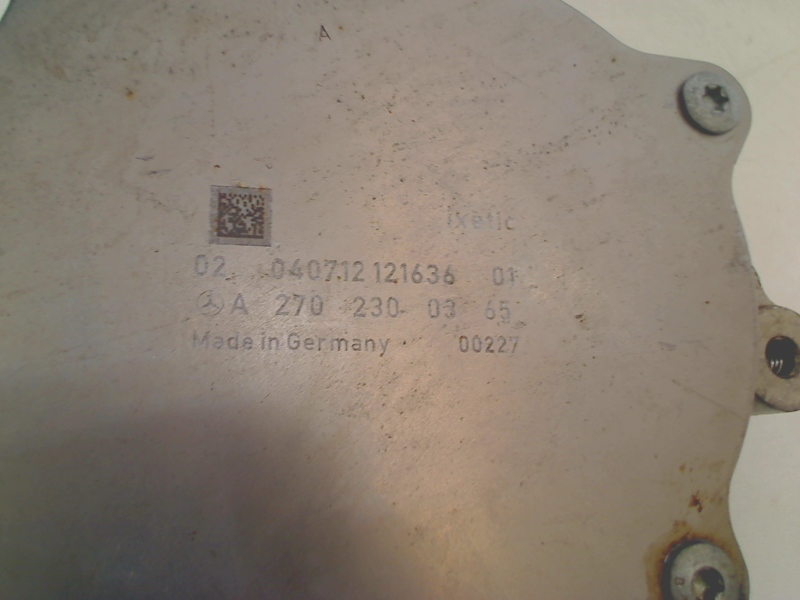 A
ixetic
02 040712 121636 01
A 270 230 03 65
Made in Germany 00227